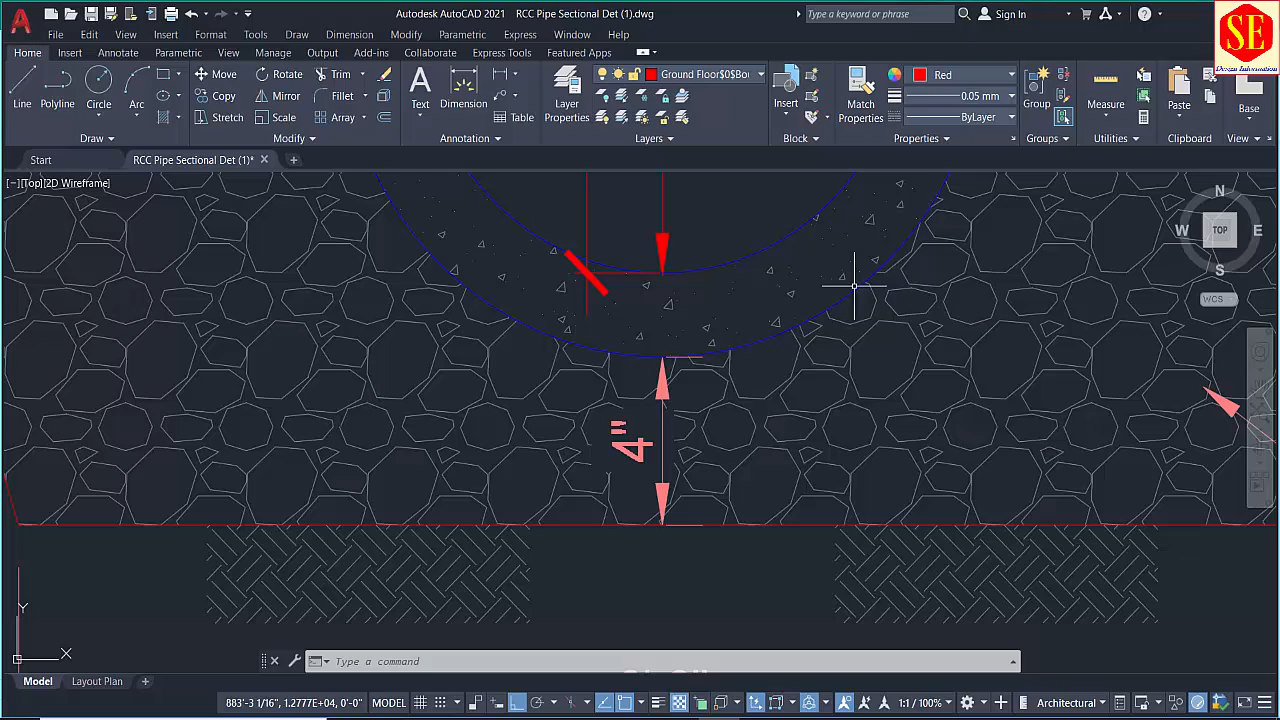 Autodesk AutoCAD 2021 RCC Pipe Sectional Det (1).dwg
Type a keyword or phrase
Sign In
SE
Design Information
File Edit View Insert Format Tools Draw Dimension Modify Parametric Express Window Help
Home Insert Annotate Parametric View Manage Output Add-ins Collaborate Express Tools Featured Apps
Line Polyline Circle Arc
Move Rotate Trim
Copy Mirror Fillet
Stretch Scale Array
Text Dimension Table
Layer Properties
Ground Floor$0$Bo
Insert
Match Properties
Red
0.05 mm
ByLayer
Group
Measure
Paste
Base
Draw Modify Annotation Layers Block Properties Groups Utilities Clipboard View
Start RCC Pipe Sectional Det (1)*
[−][Top][2D Wireframe]
N
W TOP E
S
WCS
4"
Y
X
Type a command
Model Layout Plan
883'-3 1/16", 1.2777E+04, 0'-0" MODEL 1:1 / 100% Architectural